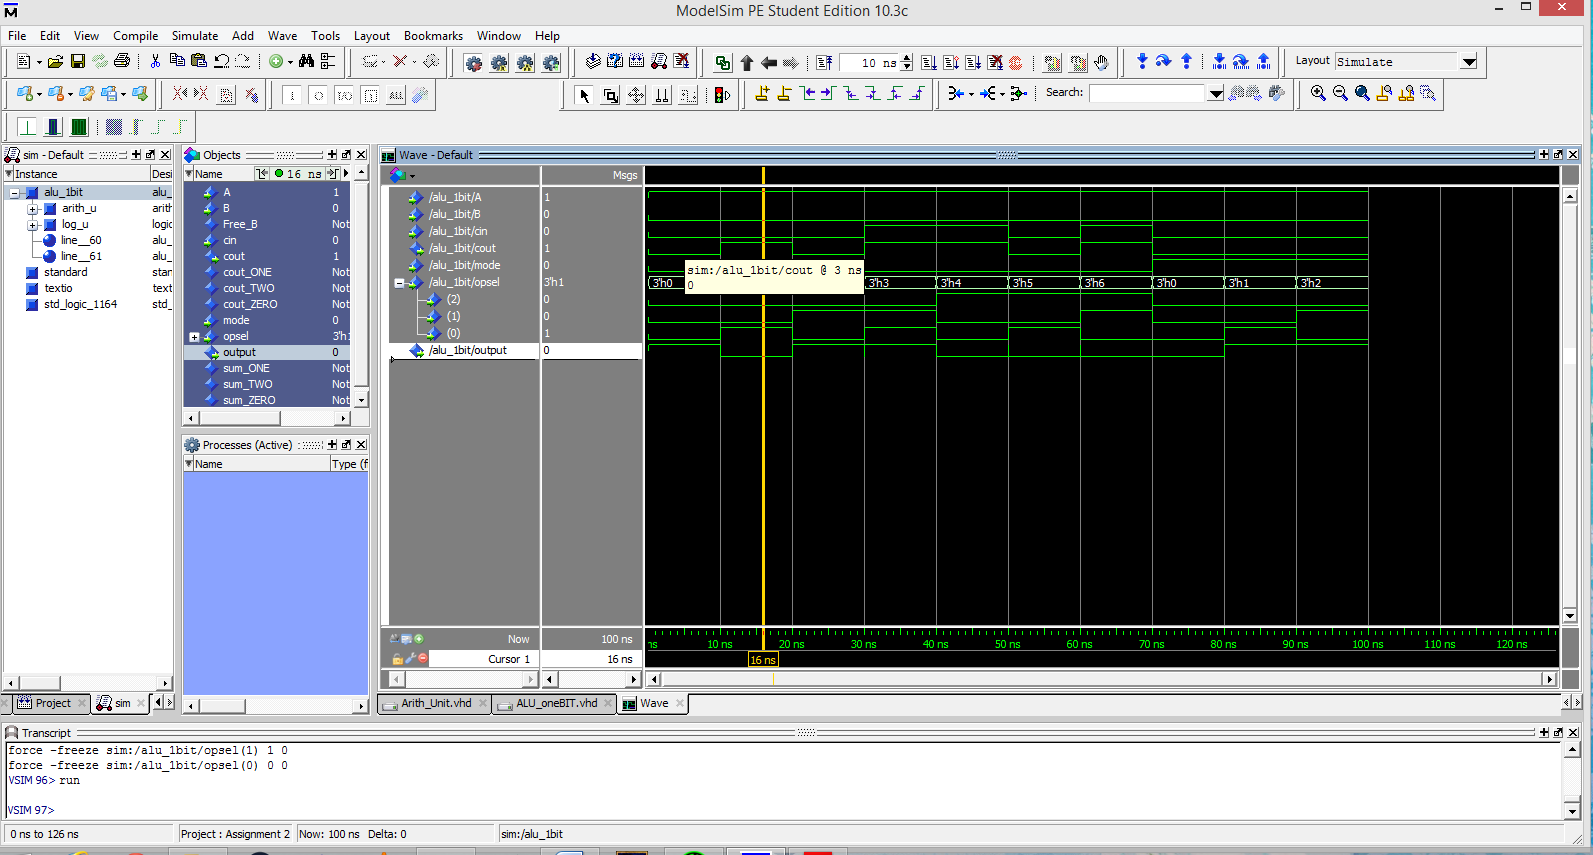 ModelSim PE Student Edition 10.3c
File Edit View Compile Simulate Add Wave Tools Layout Bookmarks Window Help
10 ns
Layout Simulate
Search:
sim - Default
Instance Desi
alu_1bit alu_
arith_u arith
log_u logic
line__60 alu_
line__61 alu_
standard stan
textio std_
std_logic_1164 std_
Objects
Name 16 ns
A 1
B 0
Free_B Not
cin 0
cout 1
cout_ONE Not
cout_TWO Not
cout_ZERO Not
mode 0
opsel 3'h1
output 0
sum_ONE Not
sum_TWO Not
sum_ZERO Not
Processes (Active)
Name Type (f
Wave - Default
Msgs
/alu_1bit/A 1
/alu_1bit/B 0
/alu_1bit/cin 0
/alu_1bit/cout 1
/alu_1bit/mode 0
/alu_1bit/opsel 3'h1
(2) 0
(1) 0
(0) 1
/alu_1bit/output 0
sim:/alu_1bit/cout @ 3 ns
0
3'h0 3'h3 3'h4 3'h5 3'h6 3'h0 3'h1 3'h2
Now 100 ns
Cursor 1 16 ns
ns 10 ns 20 ns 30 ns 40 ns 50 ns 60 ns 70 ns 80 ns 90 ns 100 ns 110 ns 120 ns
16 ns
Project sim
Arith_Unit.vhd ALU_oneBIT.vhd Wave
Transcript
force -freeze sim:/alu_1bit/opsel(1) 1 0
force -freeze sim:/alu_1bit/opsel(0) 0 0
VSIM 96> run
VSIM 97>
0 ns to 126 ns Project : Assignment 2 Now: 100 ns Delta: 0 sim:/alu_1bit